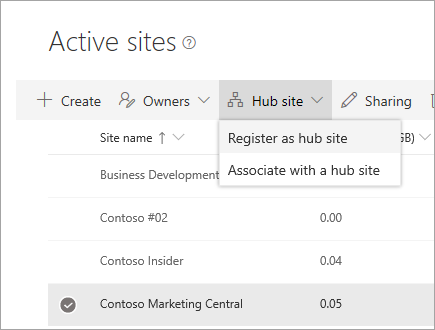 Active sites ?
+ Create Owners Hub site Sharing
Site name ↑ GB)
Register as hub site
Associate with a hub site
Business Development
Contoso #02 0.00
Contoso Insider 0.04
Contoso Marketing Central 0.05